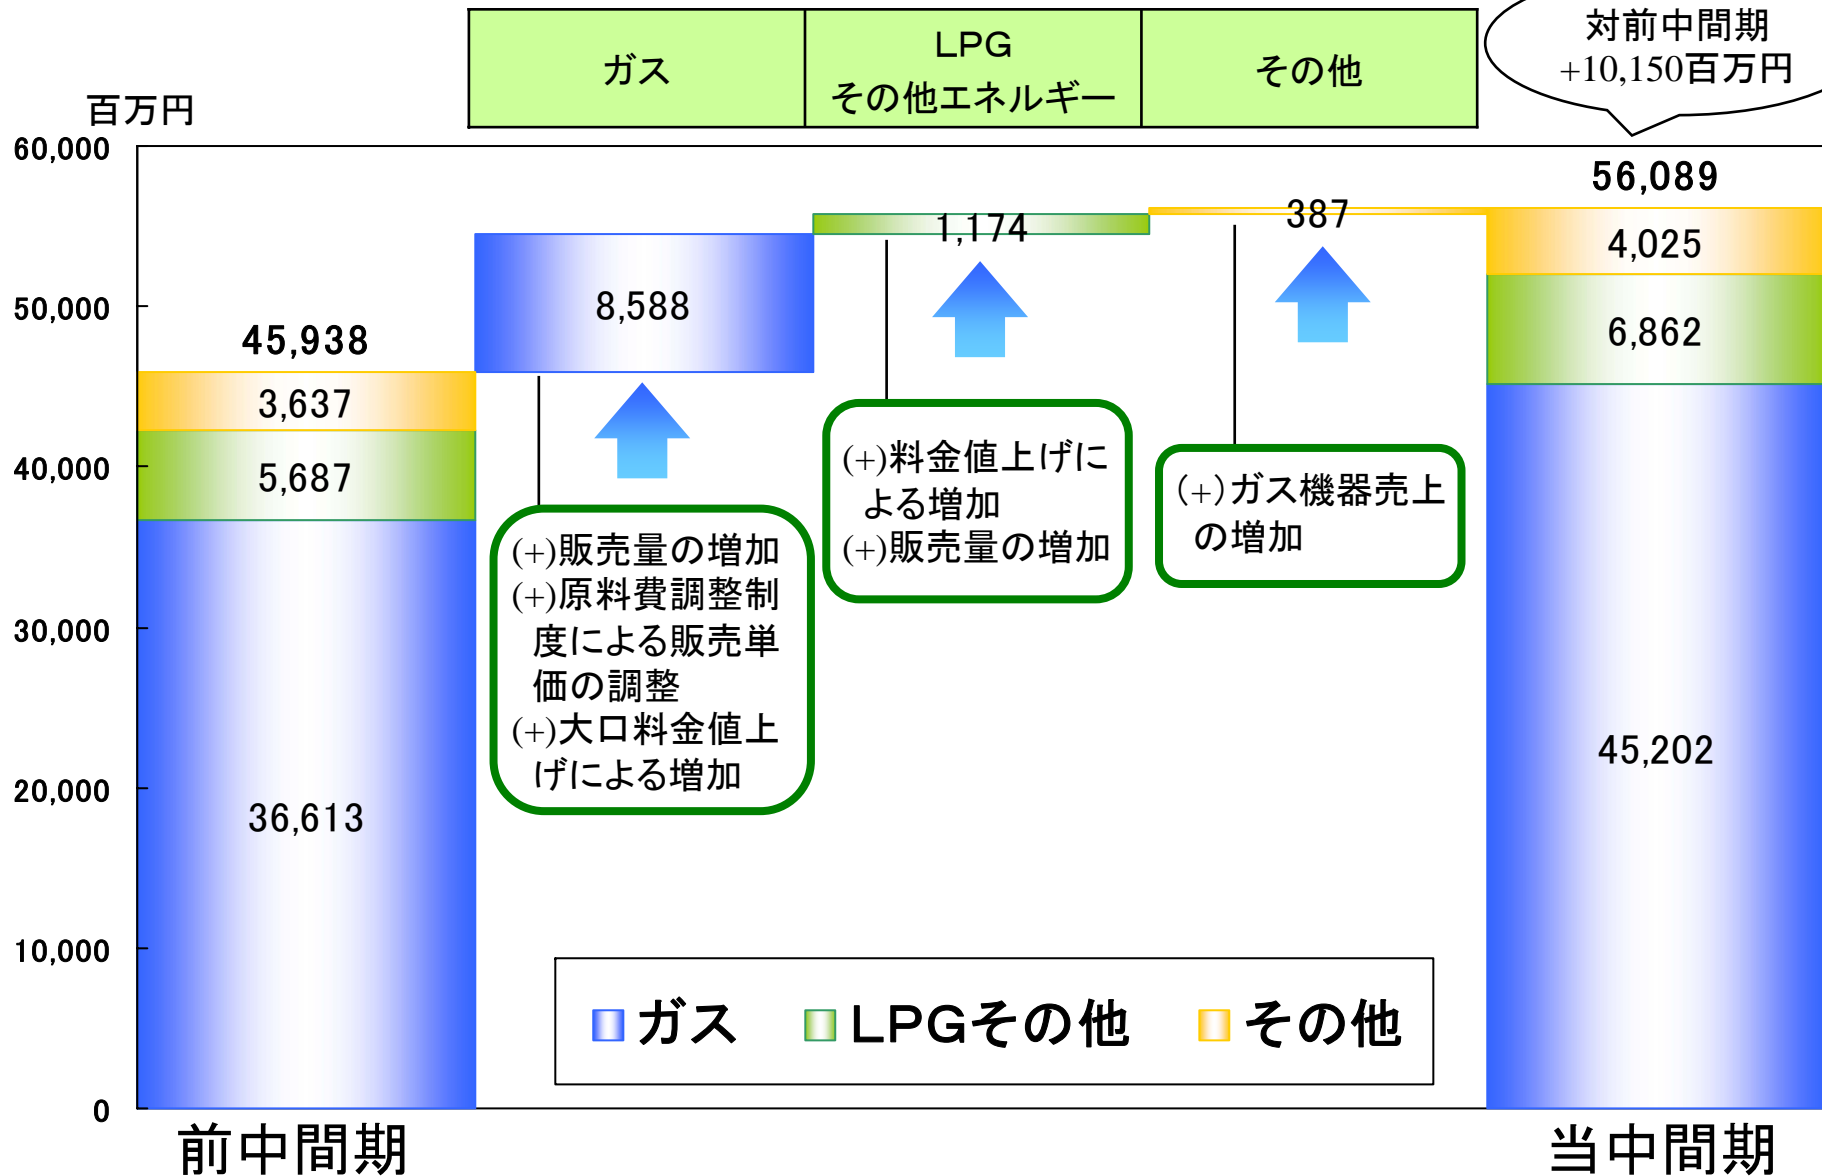 ガス
LPG
その他エネルギー
その他
対前中間期
+10,150百万円
百万円
60,000
50,000
40,000
30,000
20,000
10,000
0
45,938
3,637
5,687
36,613
8,588
1,174
387
56,089
4,025
6,862
45,202
(+)販売量の増加
(+)原料費調整制
度による販売単
価の調整
(+)大口料金値上
げによる増加
(+)料金値上げに
よる増加
(+)販売量の増加
(+)ガス機器売上
の増加
ガス
LPGその他
その他
前中間期
当中間期